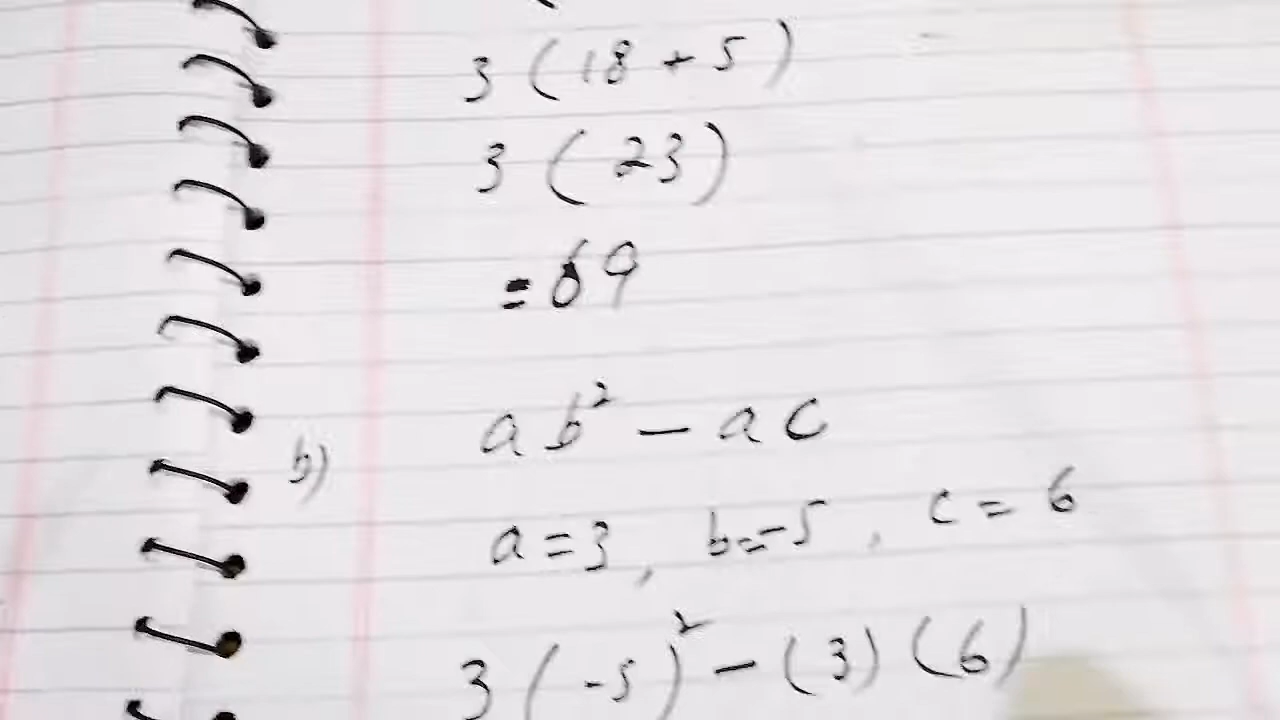 3 (18 + 5)
3 (23)
= 69
b) ab² - ac
a = 3, b = -5, c = 6
3 (-5)² - (3) (6)